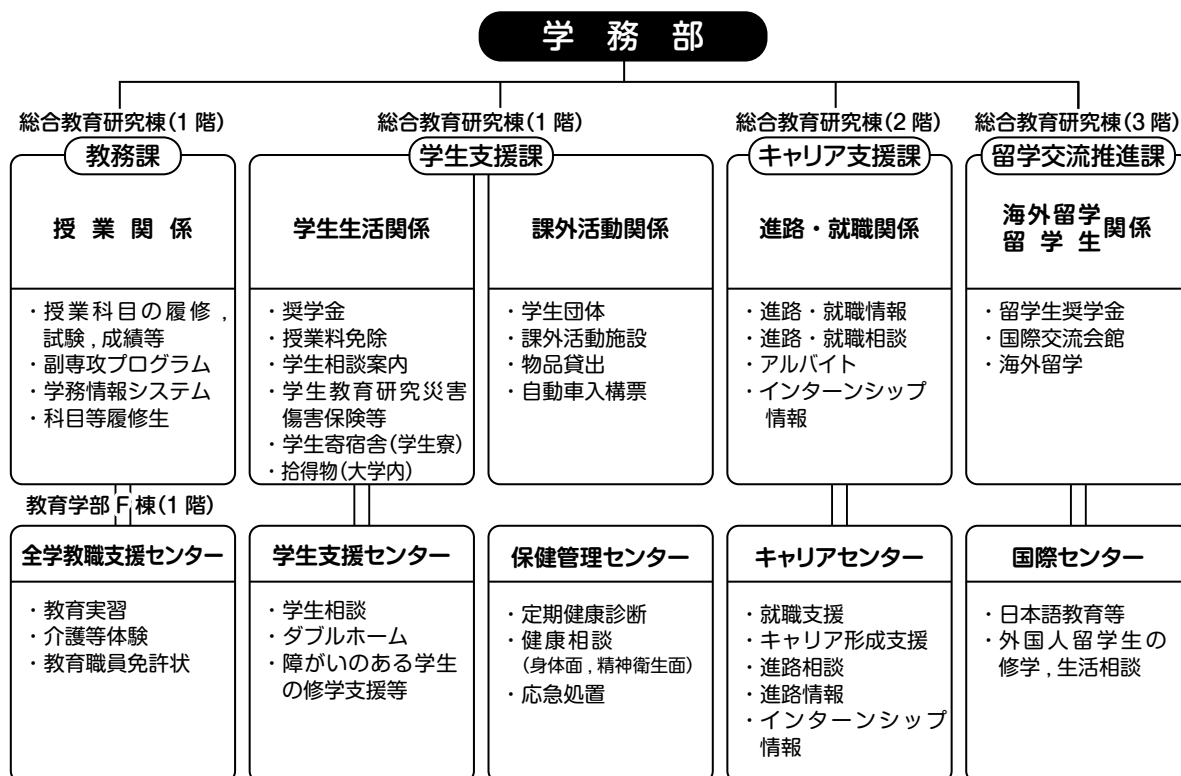 学務部
総合教育研究棟(1階)
教務課
授業関係
・授業科目の履修,
試験,成績等
・副専攻プログラム
・学務情報システム
・科目等履修生
総合教育研究棟(1階)
学生支援課
学生生活関係
・奨学金
・授業料免除
・学生相談案内
・学生教育研究災害
傷害保険等
・学生寄宿舎(学生寮)
・拾得物(大学内)
課外活動関係
・学生団体
・課外活動施設
・物品貸出
・自動車入構票
総合教育研究棟(2階)
キャリア支援課
進路・就職関係
・進路・就職情報
・進路・就職相談
・アルバイト
・インターンシップ
情報
総合教育研究棟(3階)
留学交流推進課
海外留学
留学生関係
・留学生奨学金
・国際交流会館
・海外留学
教育学部F棟(1階)
全学教職支援センター
・教育実習
・介護等体験
・教育職員免許状
学生支援センター
・学生相談
・ダブルホーム
・障がいのある学生
の修学支援等
保健管理センター
・定期健康診断
・健康相談
(身体面,精神衛生面)
・応急処置
キャリアセンター
・就職支援
・キャリア形成支援
・進路相談
・進路情報
・インターンシップ
情報
国際センター
・日本語教育等
・外国人留学生の
修学,生活相談